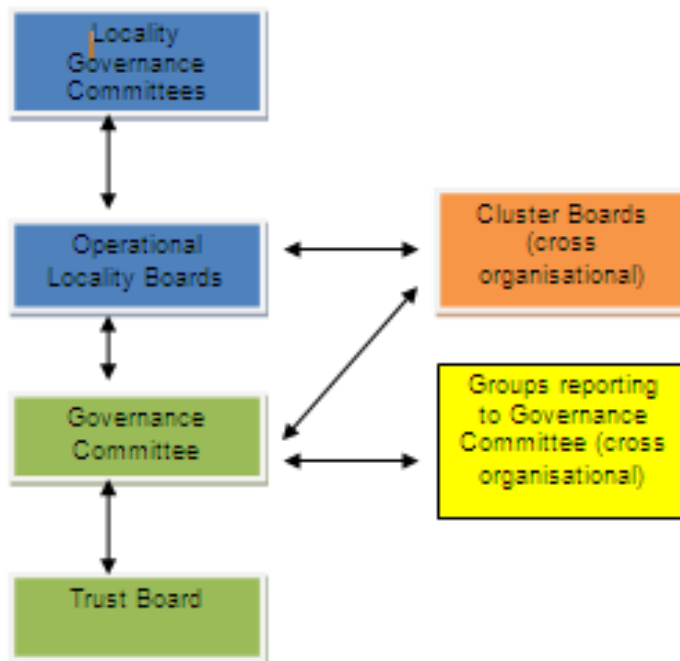 Locality
Governance
Committees
Operational
Locality Boards
Cluster Boards
(cross
organisational)
Governance
Committee
Groups reporting
to Governance
Committee (cross
organisational)
Trust Board